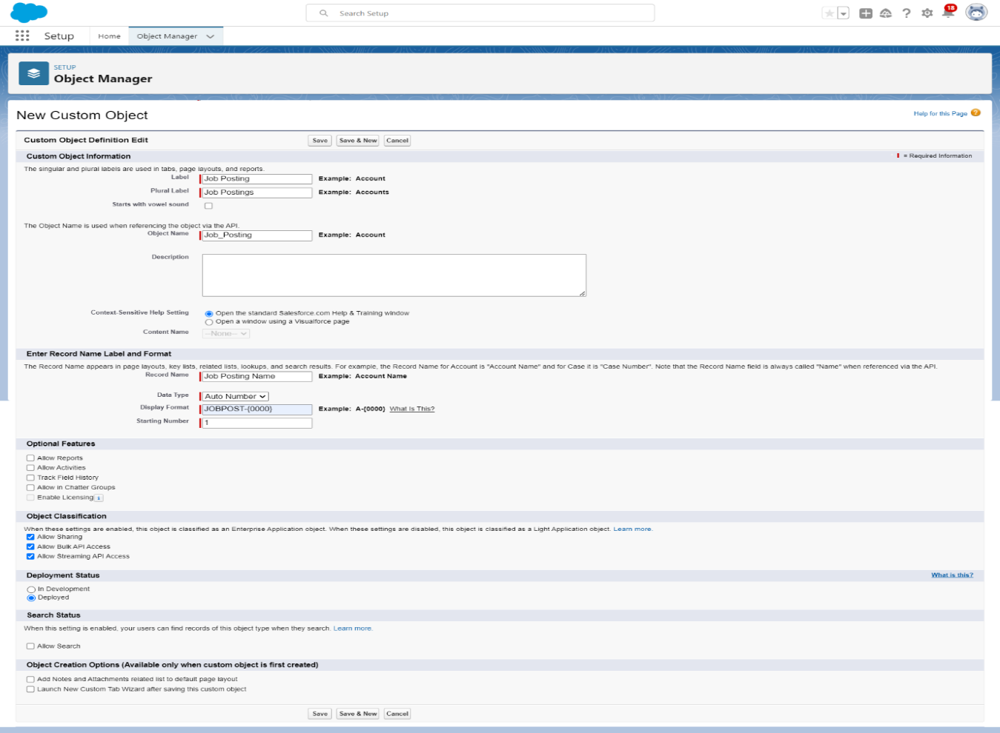 Search Setup
18
Setup Home Object Manager
SETUP
Object Manager
New Custom Object
Help for this Page ?
Custom Object Definition Edit Save Save & New Cancel
Custom Object Information = Required Information
The singular and plural labels are used in tabs, page layouts, and reports.
Label Job Posting Example: Account
Plural Label Job Postings Example: Accounts
Starts with vowel sound
The Object Name is used when referencing the object via the API.
Object Name Job_Posting Example: Account
Description
Context-Sensitive Help Setting Open the standard Salesforce.com Help & Training window
Open a window using a Visualforce page
Content Name --None--
Enter Record Name Label and Format
The Record Name appears in page layouts, key lists, related lists, lookups, and search results. For example, the Record Name for Account is "Account Name" and for Case it is "Case Number". Note that the Record Name field is always called "Name" when referenced via the API.
Record Name Job Posting Name Example: Account Name
Data Type Auto Number
Display Format JOBPOST-{0000} Example: A-{0000} What Is This?
Starting Number 1
Optional Features
Allow Reports
Allow Activities
Track Field History
Allow in Chatter Groups
Enable Licensing i
Object Classification
When these settings are enabled, this object is classified as an Enterprise Application object. When these settings are disabled, this object is classified as a Light Application object. Learn more.
Allow Sharing
Allow Bulk API Access
Allow Streaming API Access
Deployment Status What is this?
In Development
Deployed
Search Status
When this setting is enabled, your users can find records of this object type when they search. Learn more.
Allow Search
Object Creation Options (Available only when custom object is first created)
Add Notes and Attachments related list to default page layout
Launch New Custom Tab Wizard after saving this custom object
Save Save & New Cancel